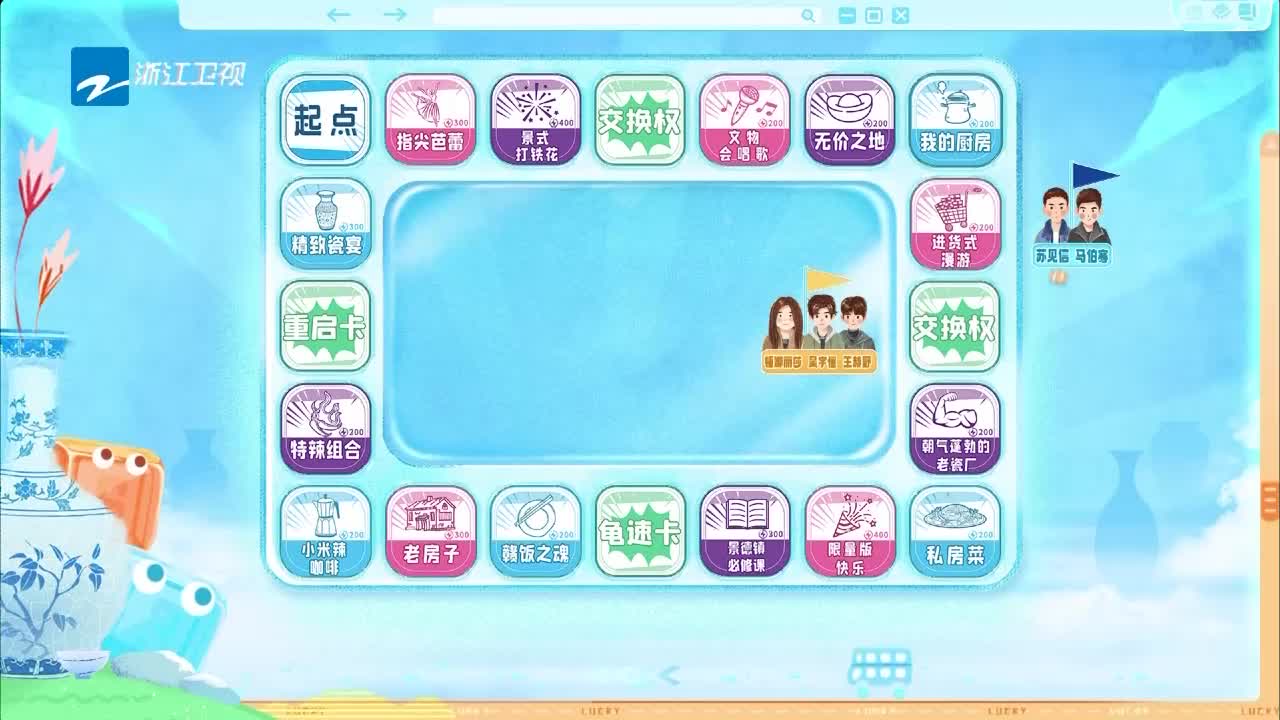 浙江卫视
起点
300
指尖芭蕾
400
景式
打铁花
交换权
200
文物
会唱歌
200
无价之地
200
我的厨房
300
精致瓷宴
200
进货式
漫游
苏见信 马伯骞
重启卡
交换权
吴宇恒
200
特辣组合
200
朝气蓬勃的
老瓷厂
200
小米辣
咖啡
300
老房子
200
赣饭之魂
龟速卡
300
景德镇
必修课
400
限量版
快乐
200
私房菜
LUCKY
LUCKY
LUCKY